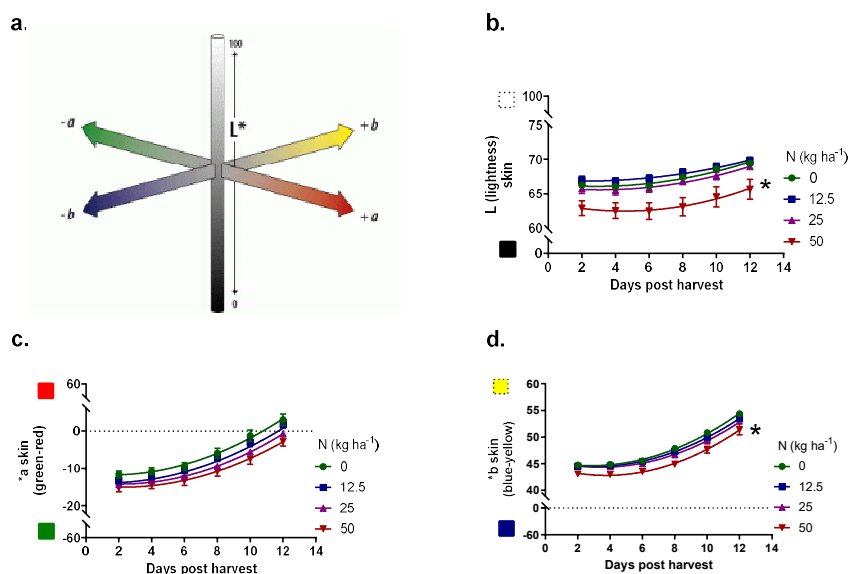 a.
100
L*
-a
+b
-b
+a
0
b.
100
75
70
65
60
0
L (lightness)
skin
0 2 4 6 8 10 12 14
Days post harvest
N (kg ha-1)
0
12.5
25
50
*
c.
60
0
-10
-20
-60
*a skin
(green-red)
0 2 4 6 8 10 12 14
Days post harvest
N (kg ha-1)
0
12.5
25
50
d.
60
55
50
45
40
0
-60
*b skin
(blue-yellow)
0 2 4 6 8 10 12 14
Days post harvest
N (kg ha-1)
0
12.5
25
50
*